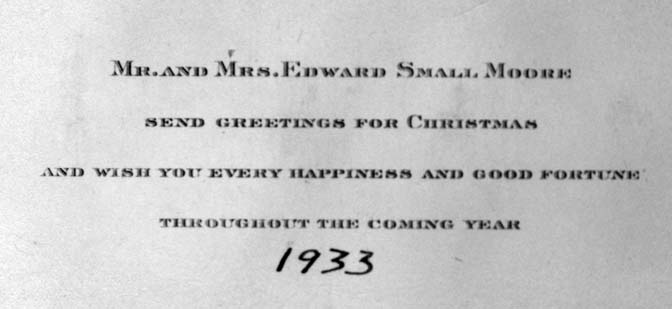 Mr. and Mrs. Edward Small Moore
send greetings for Christmas
and wish you every happiness and good fortune
throughout the coming year
1933